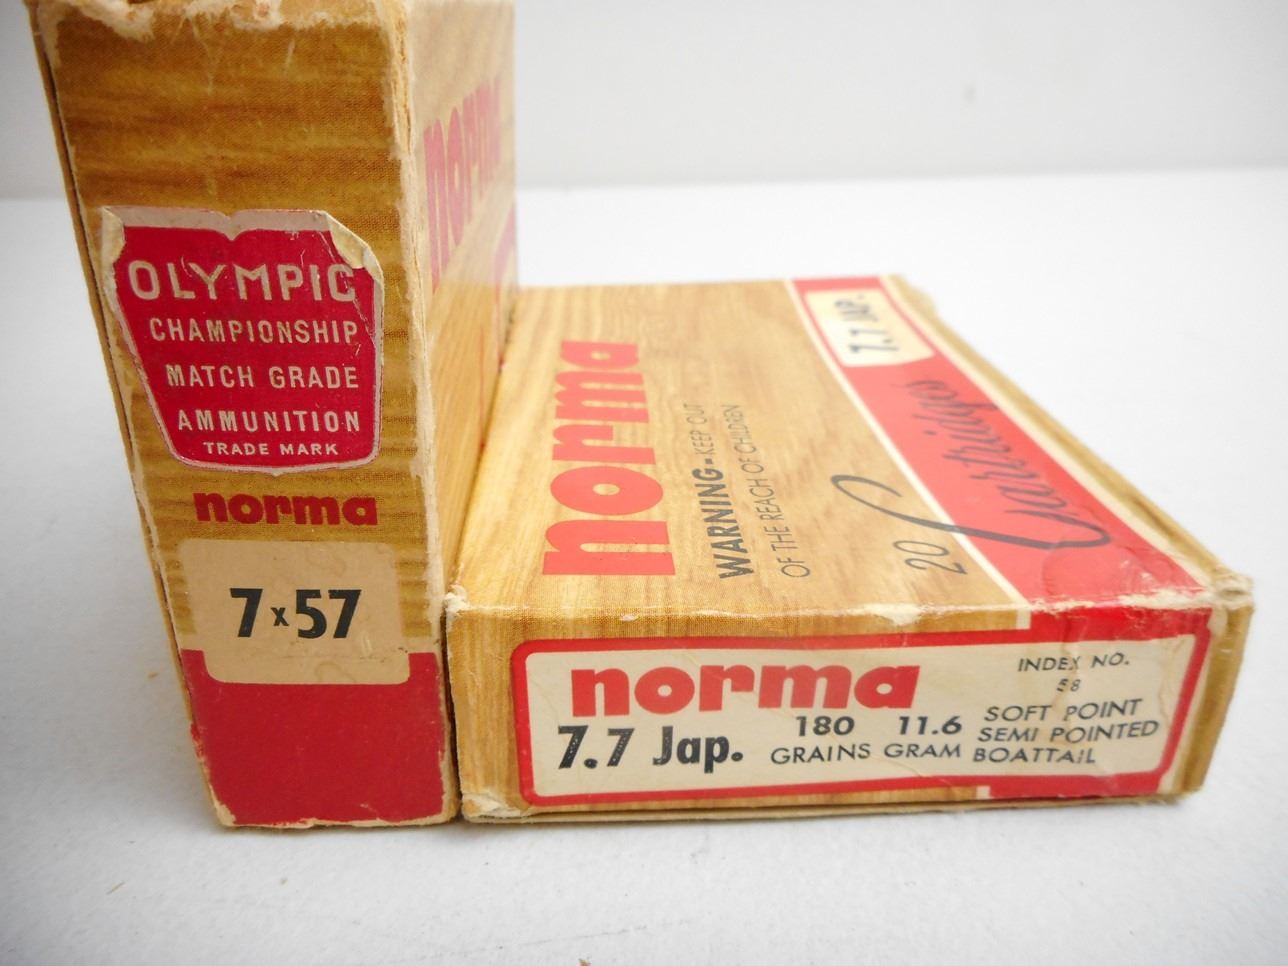 OLYMPIC
CHAMPIONSHIP
MATCH GRADE
AMMUNITION
TRADE MARK
norma
7x57
norma
norma
WARNING-KEEP OUT
OF THE REACH OF CHILDREN
20 Cartridges
7.7 JAP.
norma
7.7 Jap.
180 11.6
GRAINS GRAM
INDEX NO.
58
SOFT POINT
SEMI POINTED
BOATTAIL